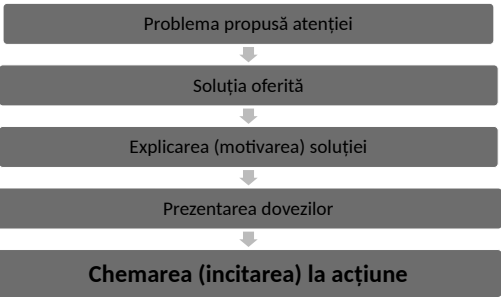 Problema propusă atenției
Soluția oferită
Explicarea (motivarea) soluției
Prezentarea dovezilor
Chemarea (incitarea) la acțiune